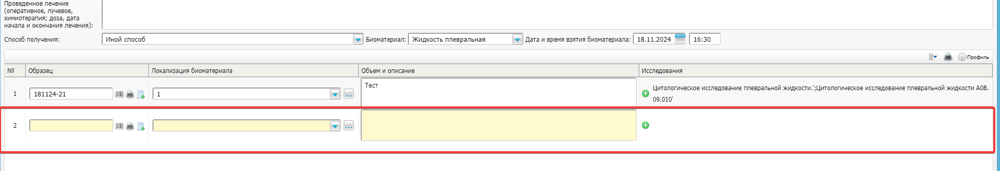 Проведенное лечение
(оперативное, лучевое,
химиотерапия; доза, дата
начала и окончания лечения):
Способ получения: Иной способ Биоматериал: Жидкость плевральная Дата и время взятия биоматериала: 18.11.2024 16:30
Профиль
№ Образец Локализация биоматериала Объем и описание Исследования
1 181124-21 1 ... Тест Цитологическое исследование плевральной жидкости.';Цитологическое исследование плевральной жидкости A08.
09.010'
2 ...